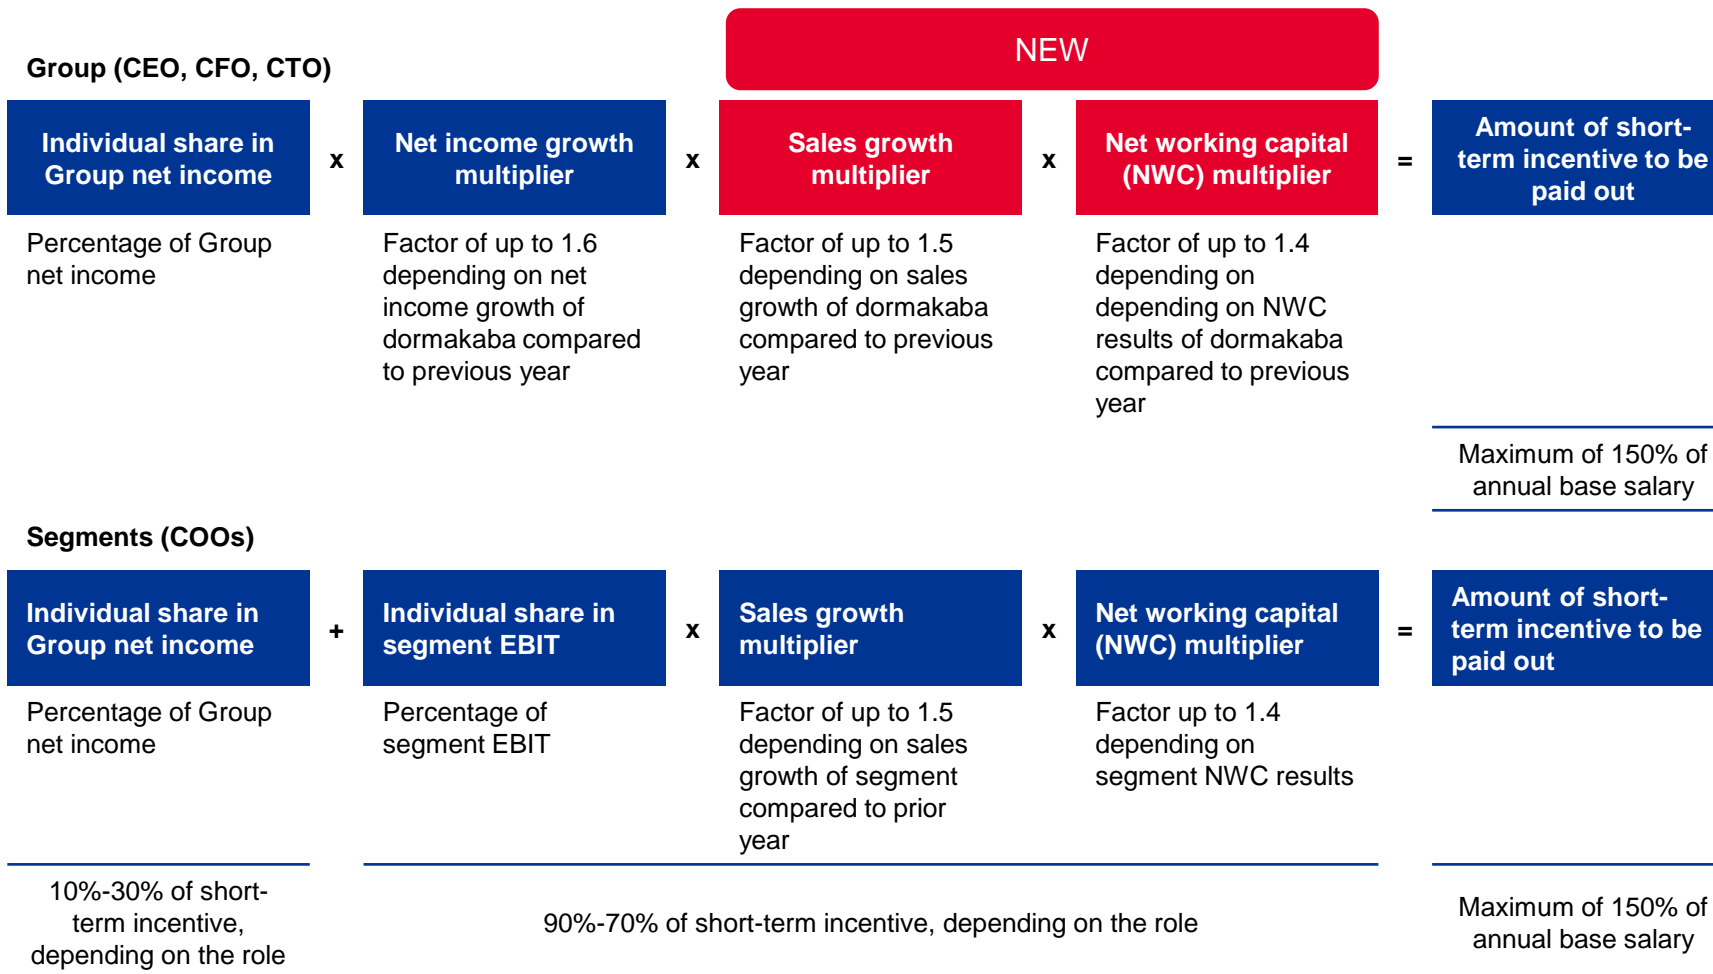 NEW
Group (CEO, CFO, CTO)
Individual share in
Group net income
x
Net income growth
multiplier
x
Sales growth
multiplier
x
Net working capital
(NWC) multiplier
=
Amount of short-
term incentive to be
paid out
Percentage of Group
net income
Factor of up to 1.6
depending on net
income growth of
dormakaba compared
to previous year
Factor of up to 1.5
depending on sales
growth of dormakaba
compared to previous
year
Factor of up to 1.4
depending on
depending on NWC
results of dormakaba
compared to previous
year
Maximum of 150% of
annual base salary
Segments (COOs)
Individual share in
Group net income
+
Individual share in
segment EBIT
x
Sales growth
multiplier
x
Net working capital
(NWC) multiplier
=
Amount of short-
term incentive to be
paid out
Percentage of Group
net income
Percentage of
segment EBIT
Factor of up to 1.5
depending on sales
growth of segment
compared to prior
year
Factor up to 1.4
depending on
segment NWC results
10%-30% of short-
term incentive,
depending on the role
90%-70% of short-term incentive, depending on the role
Maximum of 150% of
annual base salary